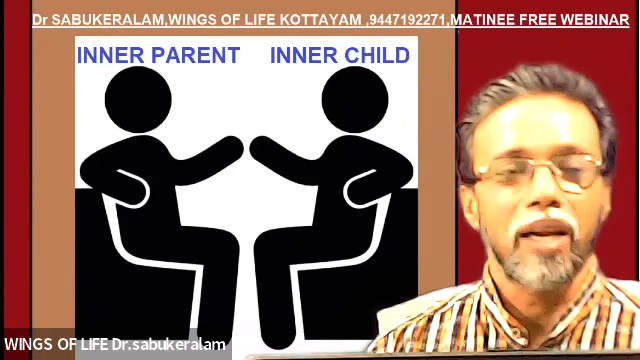 Dr SABUKERALAM,WINGS OF LIFE KOTTAYAM ,9447192271,MATINEE FREE WEBINAR
INNER PARENT INNER CHILD
WINGS OF LIFE Dr.sabukeralam